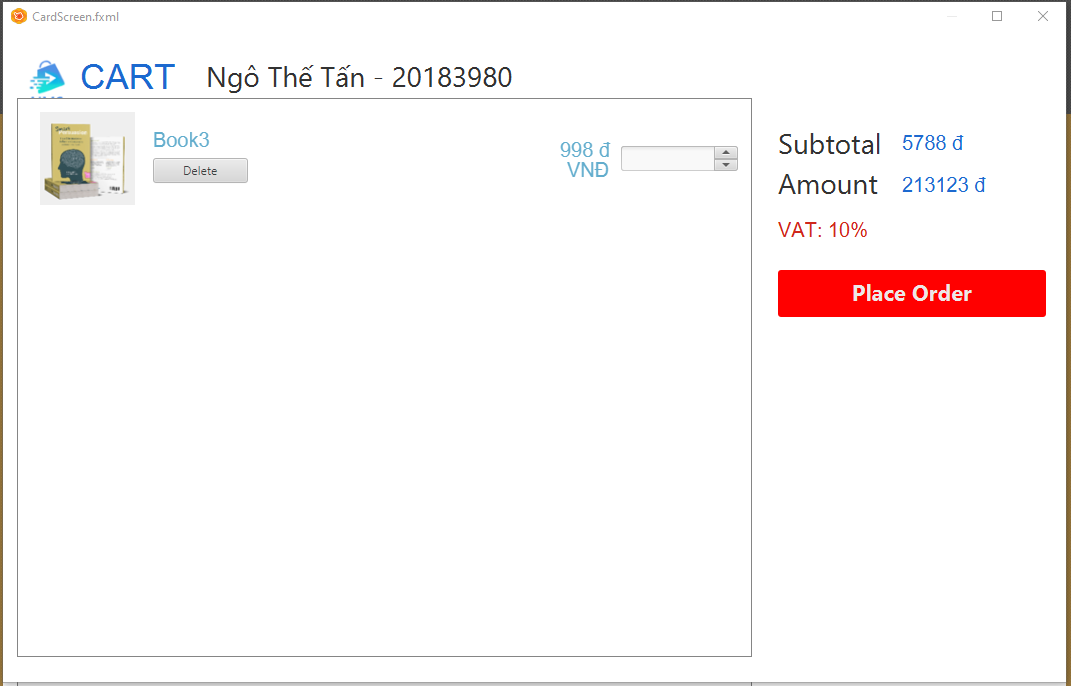 CardScreen.fxml
CART Ngô Thế Tấn - 20183980
Book3
Delete
998 đ
VNĐ
Subtotal 5788 đ
Amount 213123 đ
VAT: 10%
Place Order